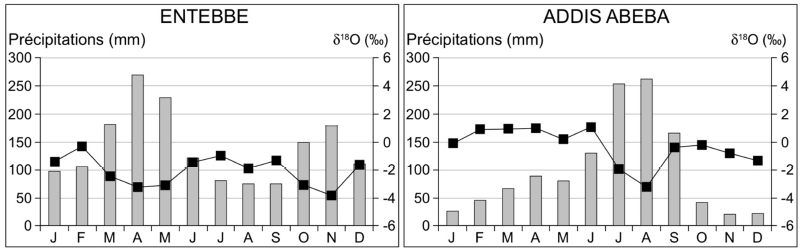 ENTEBBE
Précipitations (mm) δ¹⁸O (‰)
300 6
250 4
200 2
150 0
100 -2
50 -4
0 -6
J F M A M J J A S O N D
ADDIS ABEBA
Précipitations (mm) δ¹⁸O (‰)
300 6
250 4
200 2
150 0
100 -2
50 -4
0 -6
J F M A M J J A S O N D